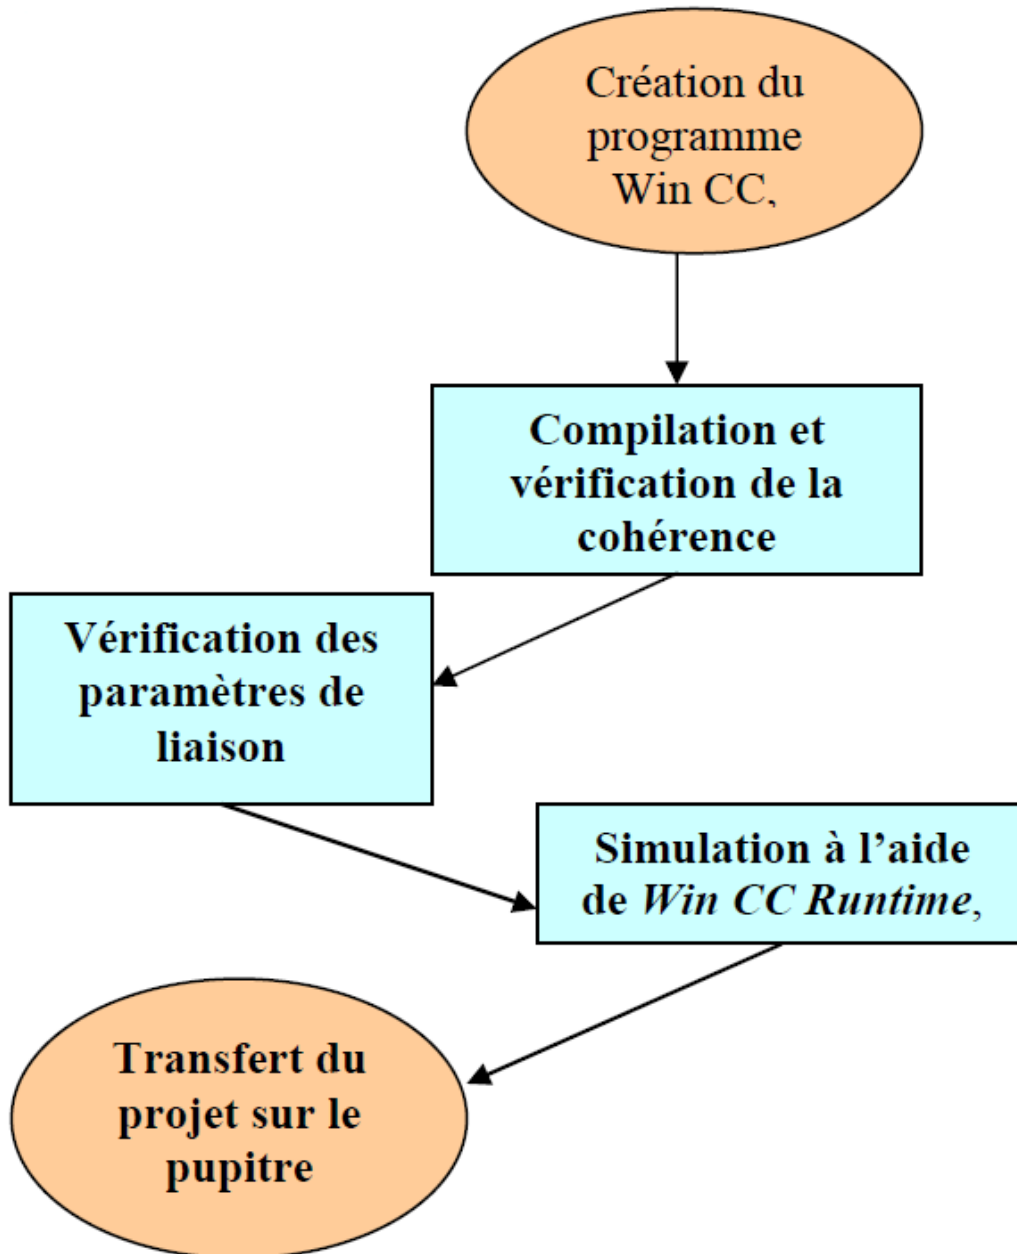 Création du
programme
Win CC,
Compilation et
vérification de la
cohérence
Vérification des
paramètres de
liaison
Simulation à l'aide
de Win CC Runtime,
Transfert du
projet sur le
pupitre